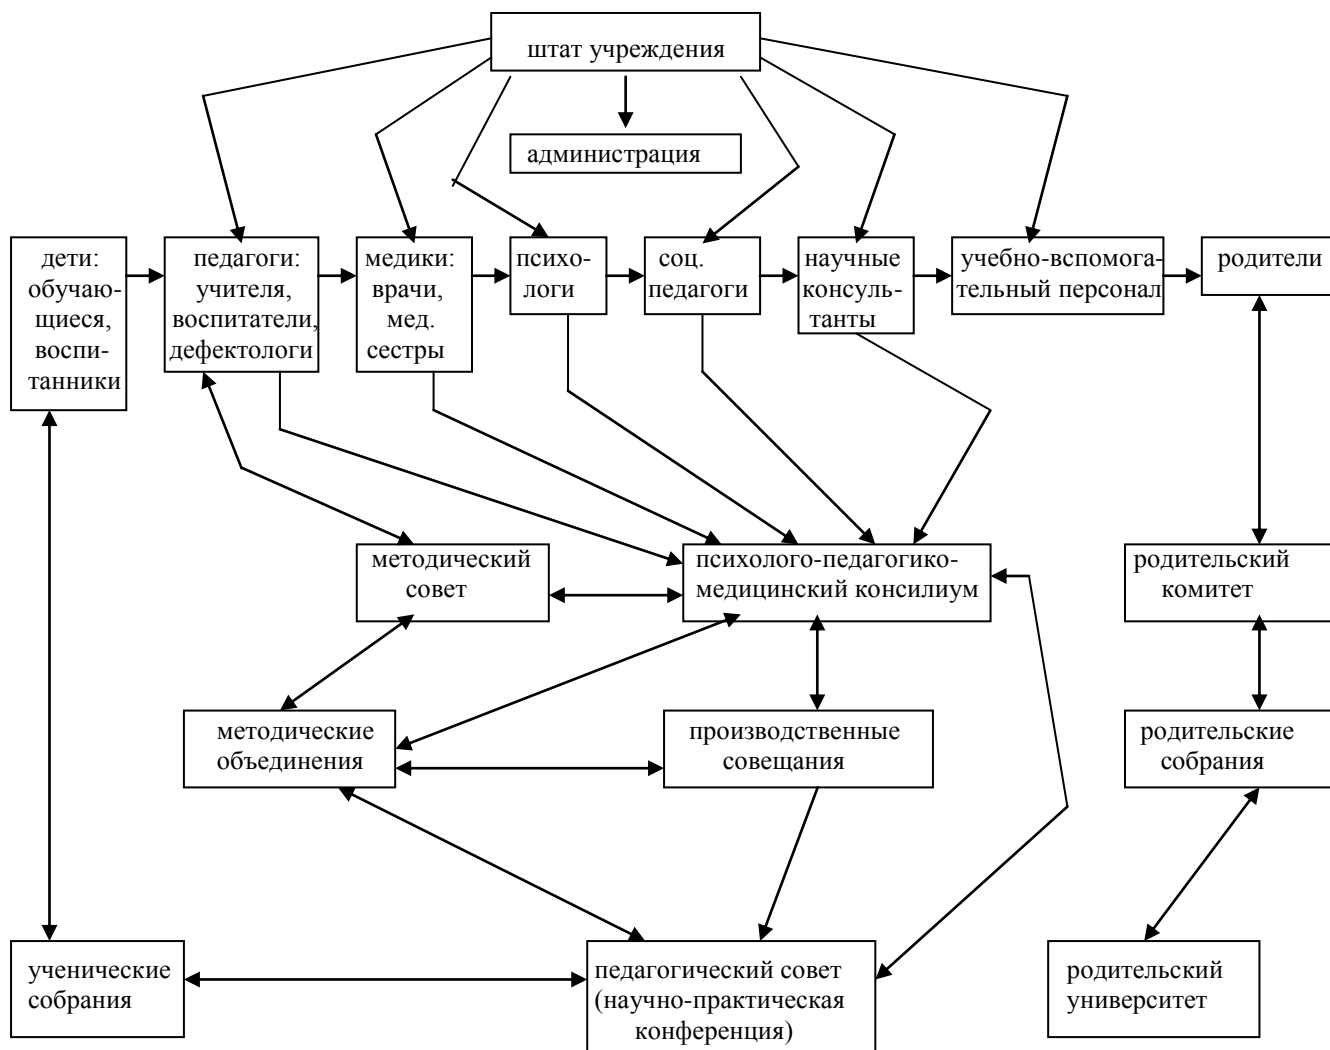 штат учреждения
администрация
дети:
обучаю-
щиеся,
воспи-
танники
педагоги:
учителя,
воспитатели,
дефектологи
медики:
врачи,
мед.
сестры
психо-
логи
соц.
педагоги
научные
консуль-
танты
учебно-вспомога-
тельный персонал
родители
методический
совет
психолого-педагогико-
медицинский консилиум
родительский
комитет
методические
объединения
производственные
совещания
родительские
собрания
ученические
собрания
педагогический совет
(научно-практическая
конференция)
родительский
университет